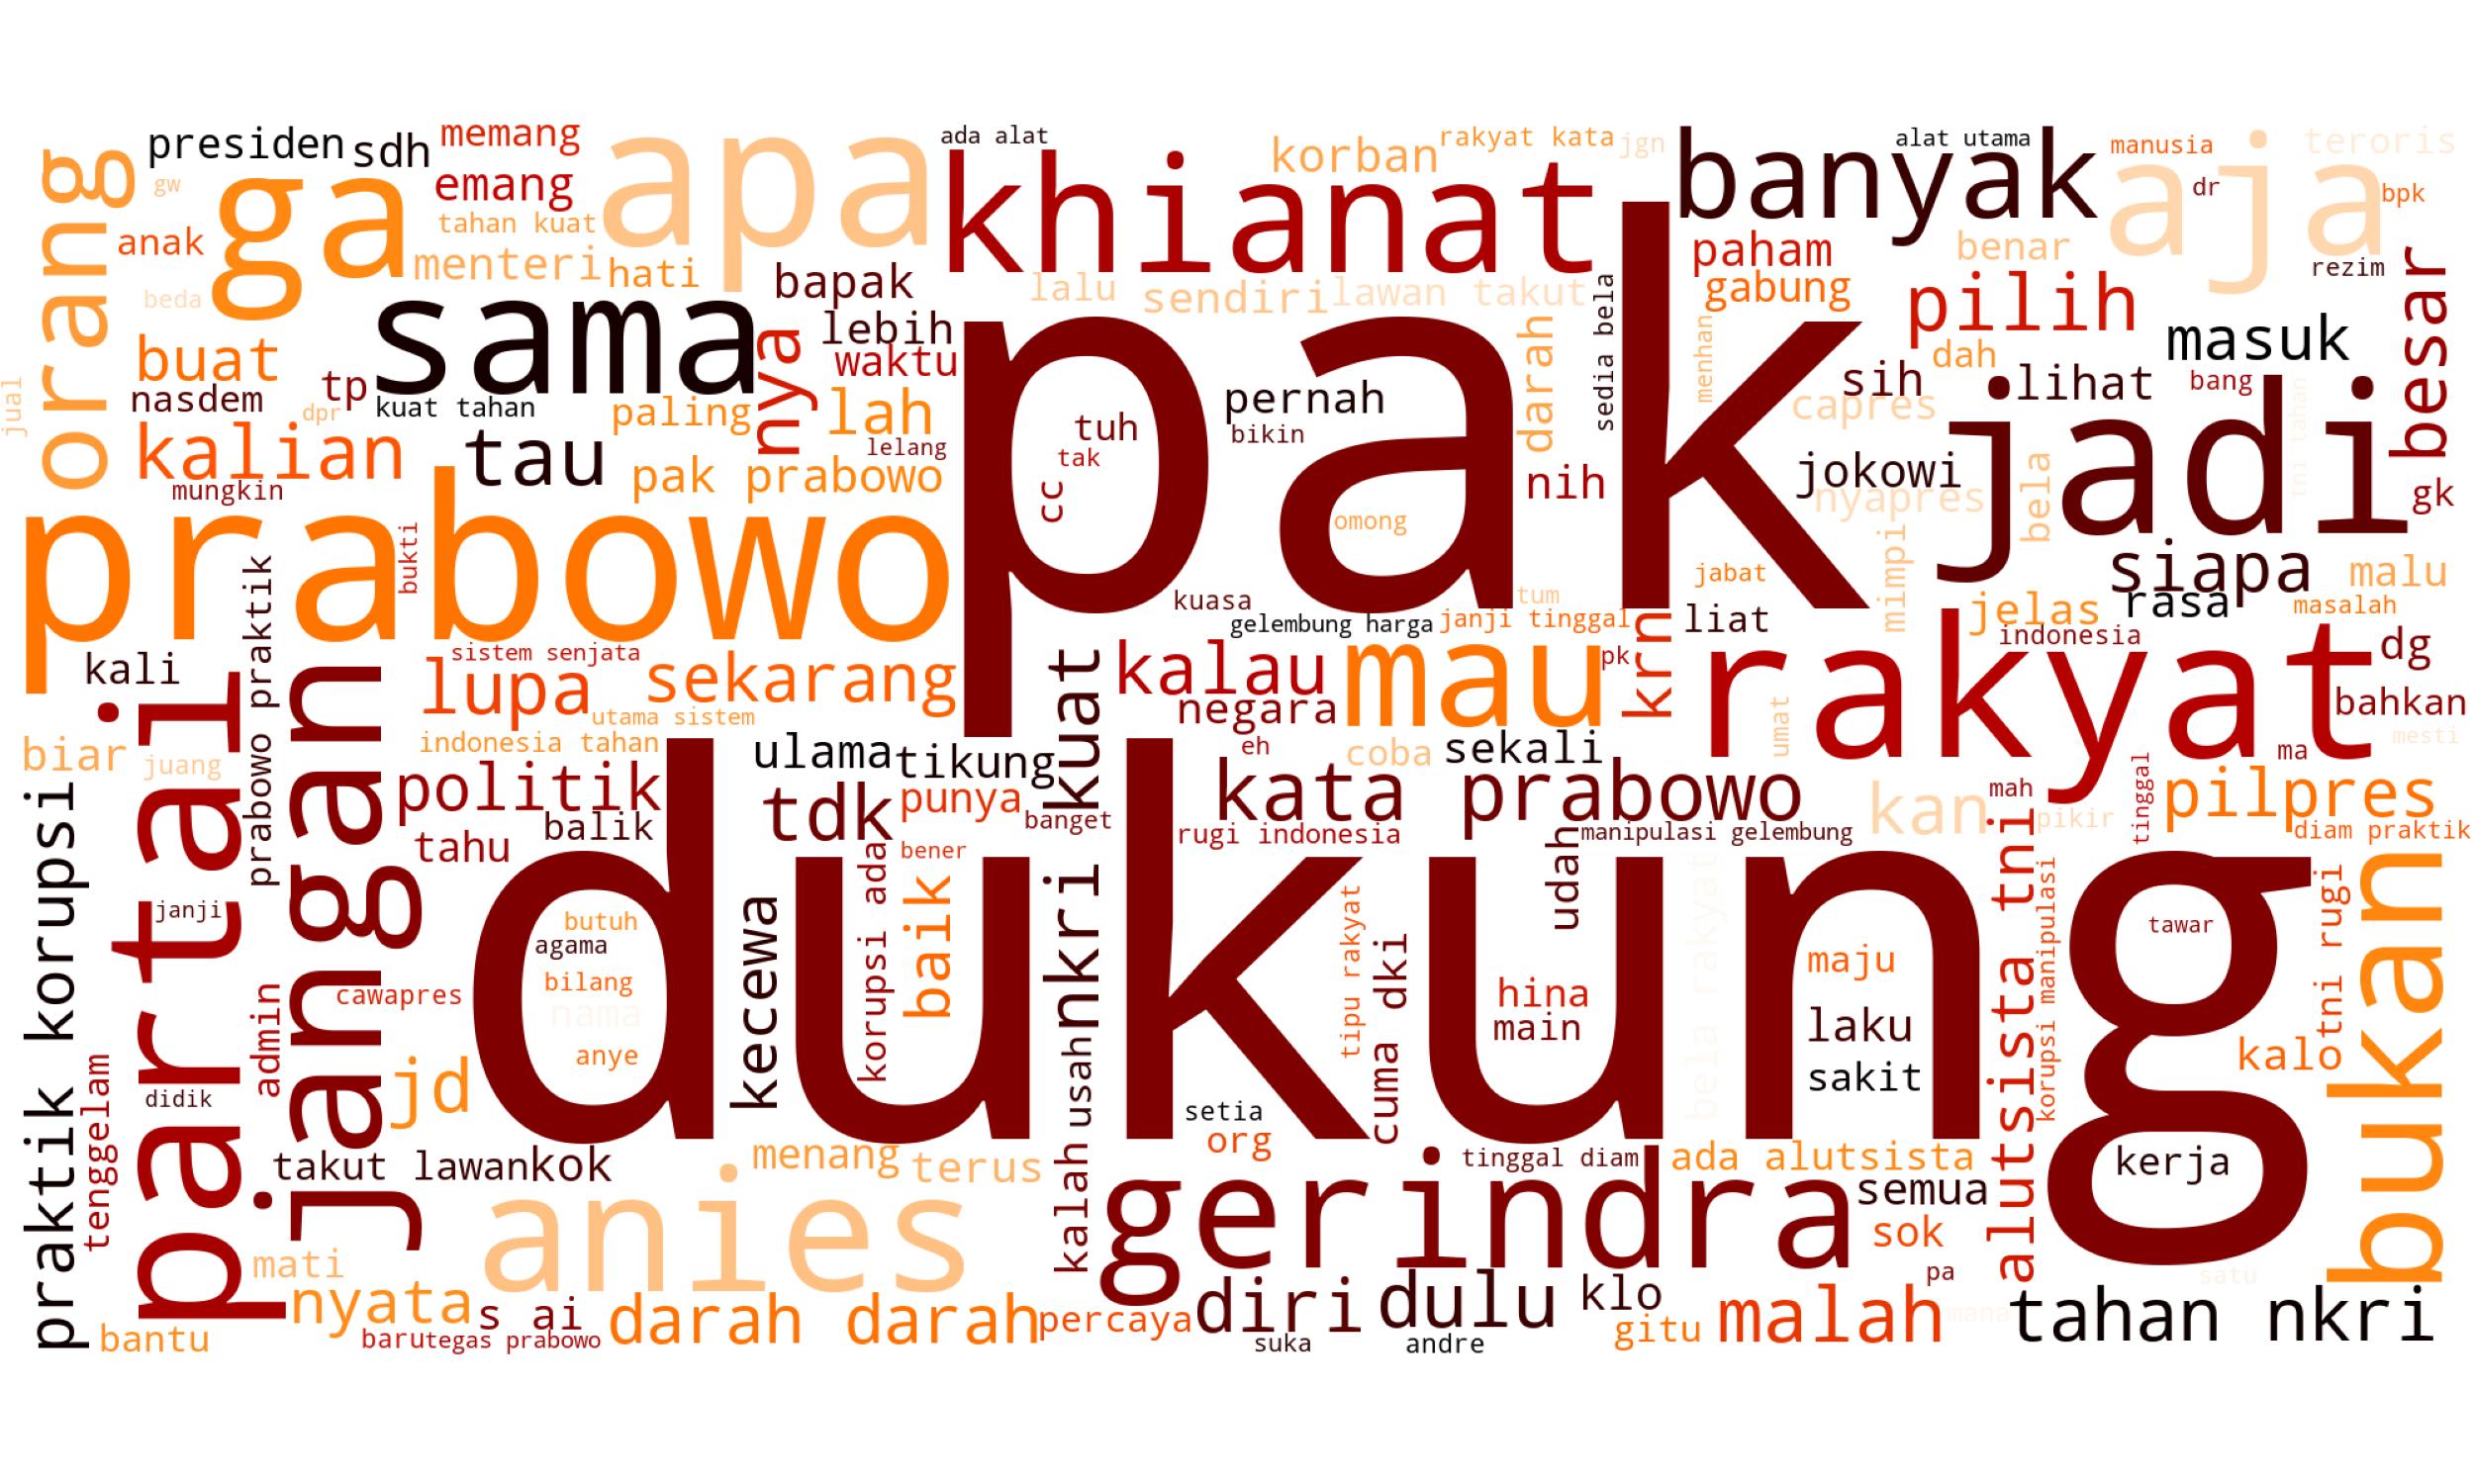 presiden
sdh
memang
apa
ada alat
khianat
korban
rakyat kata
jgn
banyak
alat utama
manusia
aja
teroris
orang
gw
ga
emang
dr
bpk
anak
tahan kuat
menteri
hati
bapak
lalu
sendiri
lawan takut
sedia bela
paham
gabung
benar
pilih
rezim
besar
beda
sama
lebih
waktu
nya
pak
darah
menhan
dah
masuk
buat
tp
nasdem
dpr
kuat tahan
paling
lah
pernah
sih
lihat
bang
capres
jual
kalian
tau
lelang
tuh
bikin
tak
jadi
tni tahan
mungkin
pak prabowo
cc
omong
nih
jokowi
nyapres
bela
gk
prabowo
bukti
mimpi
siapa
malu
kuasa
tum
jabat
jelas
rasa
masalah
prabowo praktik
gelembung harga
janji tinggal
liat
indonesia
kali
sistem senjata
lupa
sekarang
kuat
kalau
mau
pk
krn
rakyat
dg
negara
bahkan
utama sistem
umat
biar
juang
indonesia tahan
ulama
tikung
eh
coba
sekali
ma
mesti
partai
jangan
politik
tdk
punya
kata prabowo
kan
mah
tinggal
pilpres
praktik korupsi
balik
tahu
banget
bener
rugi indonesia
udah
manipulasi gelembung
pikir
diam praktik
dukung
janji
butuh
agama
bilang
nama
anye
kecewa
korupsi ada
baik
nkri
usah
tipu rakyat
cuma dki
hina
main
bela rakyat
maju
laku
sakit
alutsista tni
korupsi manipulasi
tawar
tni rugi
bukan
cawapres
admin
tenggelam
didik
jd
setia
org
kalah
kalo
takut lawan
kok
menang
terus
tinggal diam
ada alutsista
kerja
anies
gerindra
semua
sok
mati
pa
satu
nyata
s ai
darah darah
percaya
diri
dulu
klo
gitu
malah
mana
tahan nkri
bantu
baru
tegas prabowo
suka
andre